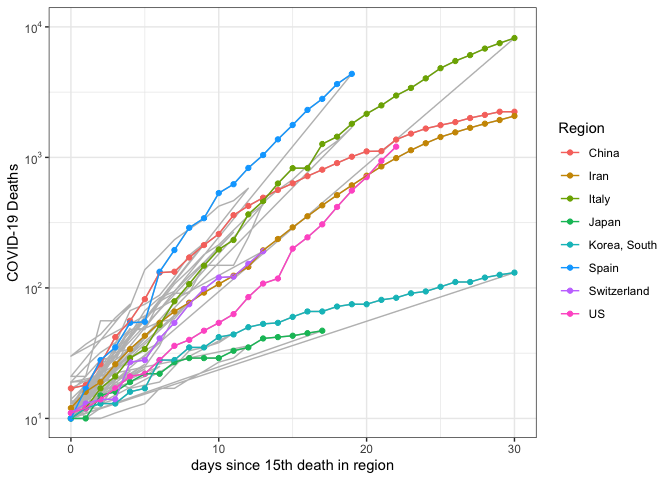 10⁴
10³
10²
10¹
COVID-19 Deaths
0
10
20
30
days since 15th death in region
Region
China
Iran
Italy
Japan
Korea, South
Spain
Switzerland
US